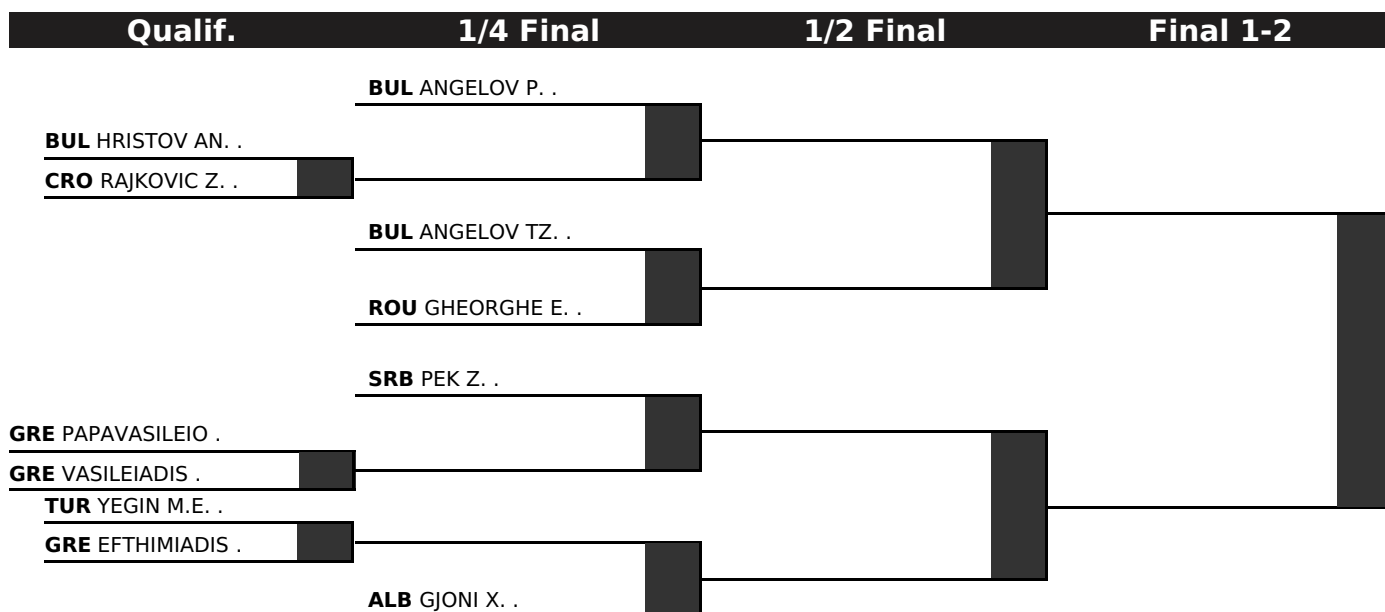 Qualif. 1/4 Final 1/2 Final Final 1-2
BUL ANGELOV P. .
BUL HRISTOV AN. .
CRO RAJKOVIC Z. .
BUL ANGELOV TZ. .
ROU GHEORGHE E. .
SRB PEK Z. .
GRE PAPAVASILEIO .
GRE VASILEIADIS .
TUR YEGIN M.E. .
GRE EFTHIMIADIS .
ALB GJONI X. .